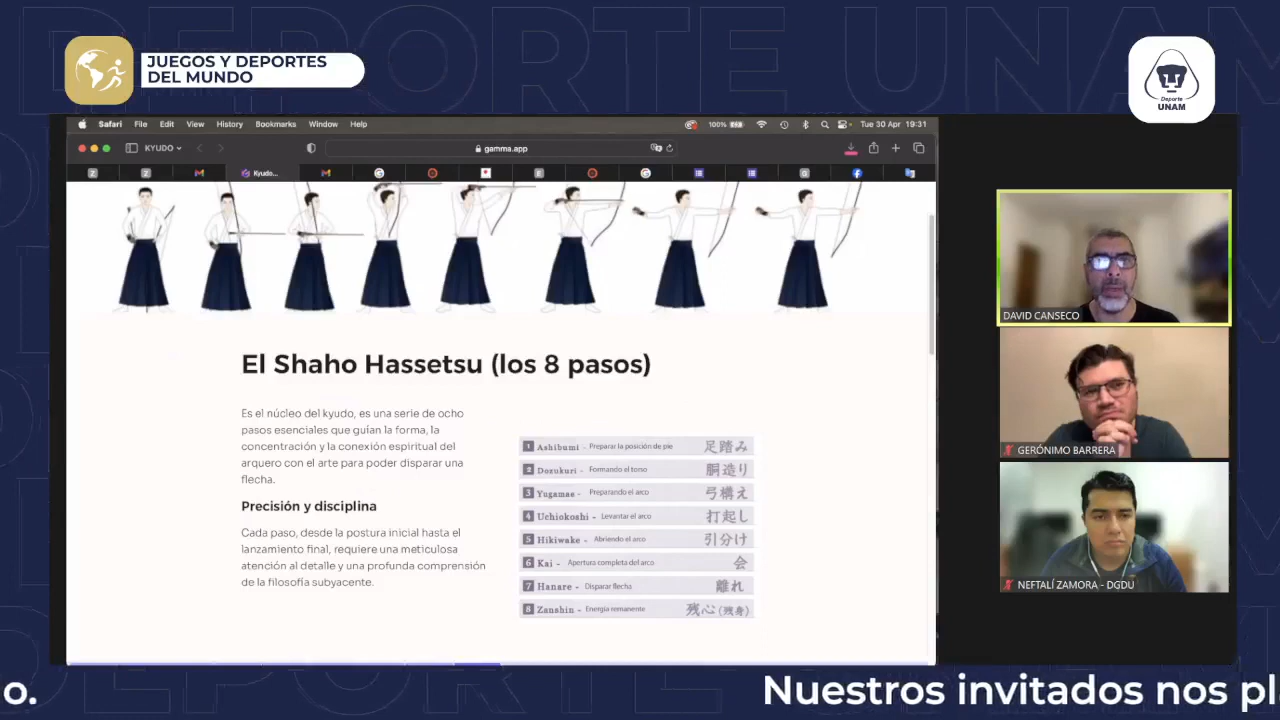 DEPORTE UNAM
JUEGOS Y DEPORTES
DEL MUNDO
Deporte
UNAM
Safari File Edit View History Bookmarks Window Help
100% Tue 30 Apr 19:31
KYUDO
gamma.app
Kyudo...
El Shaho Hassetsu (los 8 pasos)
Es el núcleo del kyudo, es una serie de ocho
pasos esenciales que guían la forma, la
concentración y la conexión espiritual del
arquero con el arte para poder disparar una
flecha.
Precisión y disciplina
Cada paso, desde la postura inicial hasta el
lanzamiento final, requiere una meticulosa
atención al detalle y una profunda comprensión
de la filosofía subyacente.
1 Ashibumi - Preparar la posición de pie 足踏み
2 Dozukuri - Formando el torso 胴造り
3 Yugamae - Preparando el arco 弓構え
4 Uchiokoshi - Levantar el arco 打起し
5 Hikiwake - Abriendo el arco 引分け
6 Kai - Apertura completa del arco 会
7 Hanare - Disparar flecha 離れ
8 Zanshin - Energía remanente 残心(残身)
DAVID CANSECO
GERÓNIMO BARRERA
NEFTALÍ ZAMORA - DGDU
o.
Nuestros invitados nos pl